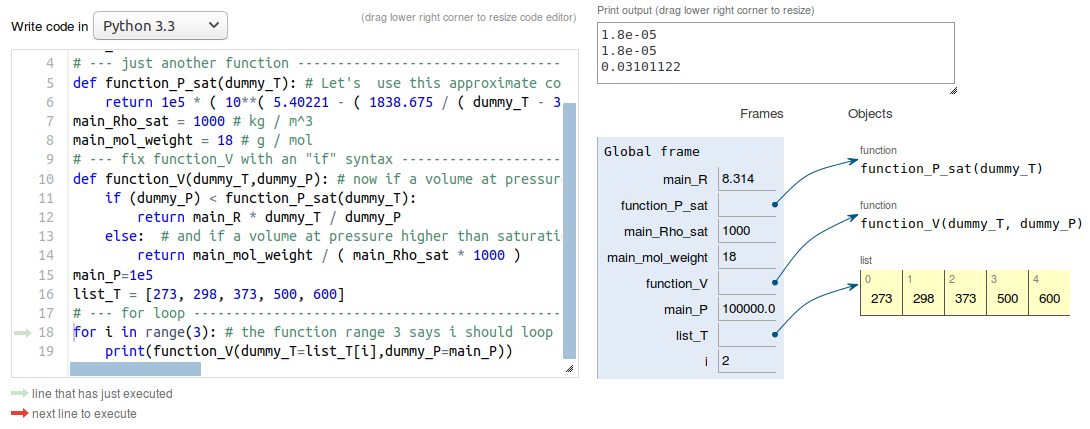 Write code in Python 3.3
(drag lower right corner to resize code editor)
4 # --- just another function ---------------------------------
5 def function_P_sat(dummy_T): # Let's  use this approximate co
6     return 1e5 * ( 10**( 5.40221 - ( 1838.675 / ( dummy_T - 3
7 main_Rho_sat = 1000 # kg / m^3
8 main_mol_weight = 18 # g / mol
9 # --- fix function_V with an "if" syntax --------------------
10 def function_V(dummy_T,dummy_P): # now if a volume at pressur
11     if (dummy_P) < function_P_sat(dummy_T):
12         return main_R * dummy_T / dummy_P
13     else:  # and if a volume at pressure higher than saturati
14         return main_mol_weight / ( main_Rho_sat * 1000 )
15 main_P=1e5
16 list_T = [273, 298, 373, 500, 600]
17 # --- for loop ----------------------------------------------
18 for i in range(3): # the function range 3 says i should loop
19     print(function_V(dummy_T=list_T[i],dummy_P=main_P))
line that has just executed
next line to execute
Print output (drag lower right corner to resize)
1.8e-05
1.8e-05
0.03101122
Frames
Objects
Global frame
main_R 8.314
function_P_sat
main_Rho_sat 1000
main_mol_weight 18
function_V
main_P 100000.0
list_T
i 2
function
function_P_sat(dummy_T)
function
function_V(dummy_T, dummy_P)
list
0 1 2 3 4
273 298 373 500 600